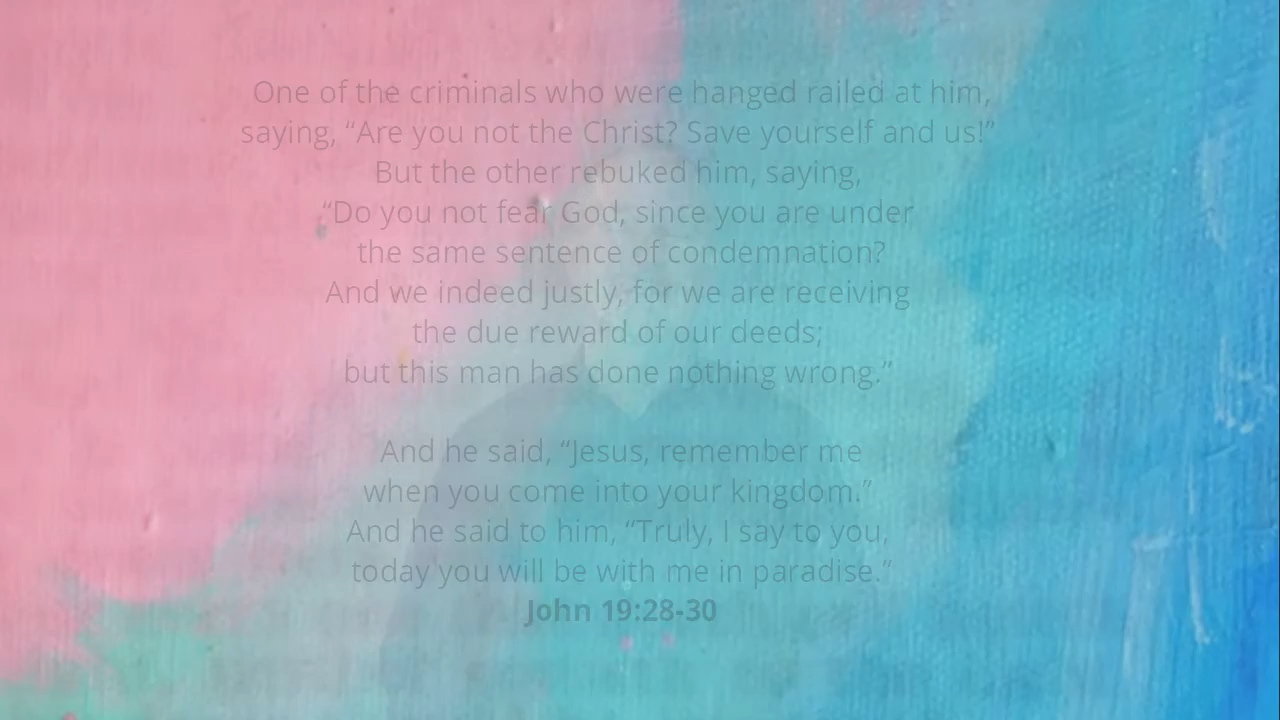 One of the criminals who were hanged railed at him,
saying, “Are you not the Christ? Save yourself and us!”
But the other rebuked him, saying,
“Do you not fear God, since you are under
the same sentence of condemnation?
And we indeed justly, for we are receiving
the due reward of our deeds;
but this man has done nothing wrong.”
And he said, “Jesus, remember me
when you come into your kingdom.”
And he said to him, “Truly, I say to you,
today you will be with me in paradise.“
John 19:28-30